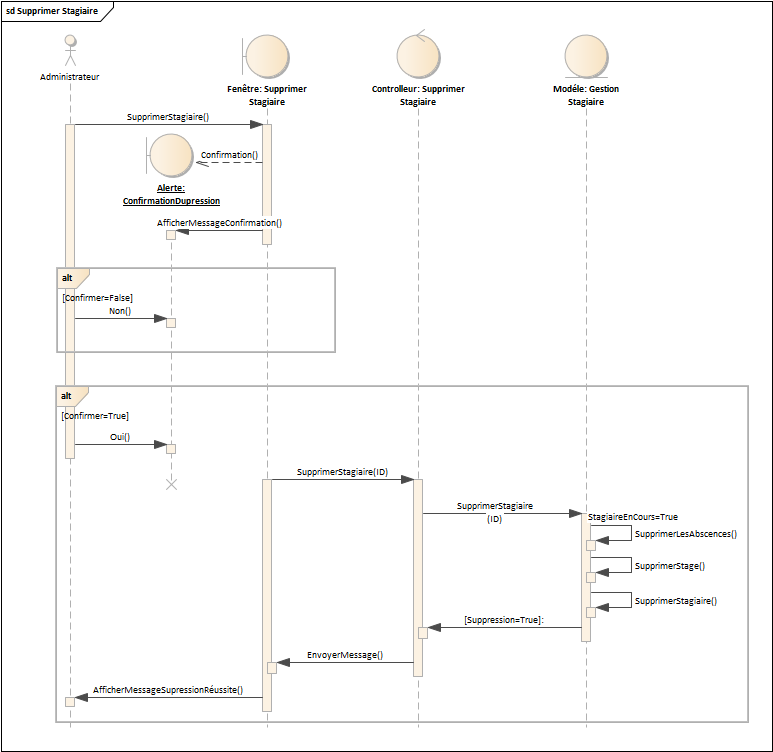 sd Supprimer Stagiaire
Administrateur
Fenêtre: Supprimer
Stagiaire
Controlleur: Supprimer
Stagiaire
Modéle: Gestion
Stagiaire
SupprimerStagiaire()
Confirmation()
Alerte:
ConfirmationDupression
AfficherMessageConfirmation()
alt
[Confirmer=False]
Non()
alt
[Confirmer=True]
Oui()
SupprimerStagiaire(ID)
SupprimerStagiaire
(ID)
StagiaireEnCours=True
SupprimerLesAbscences()
SupprimerStage()
SupprimerStagiaire()
[Suppression=True]:
EnvoyerMessage()
AfficherMessageSupressionRéussite()